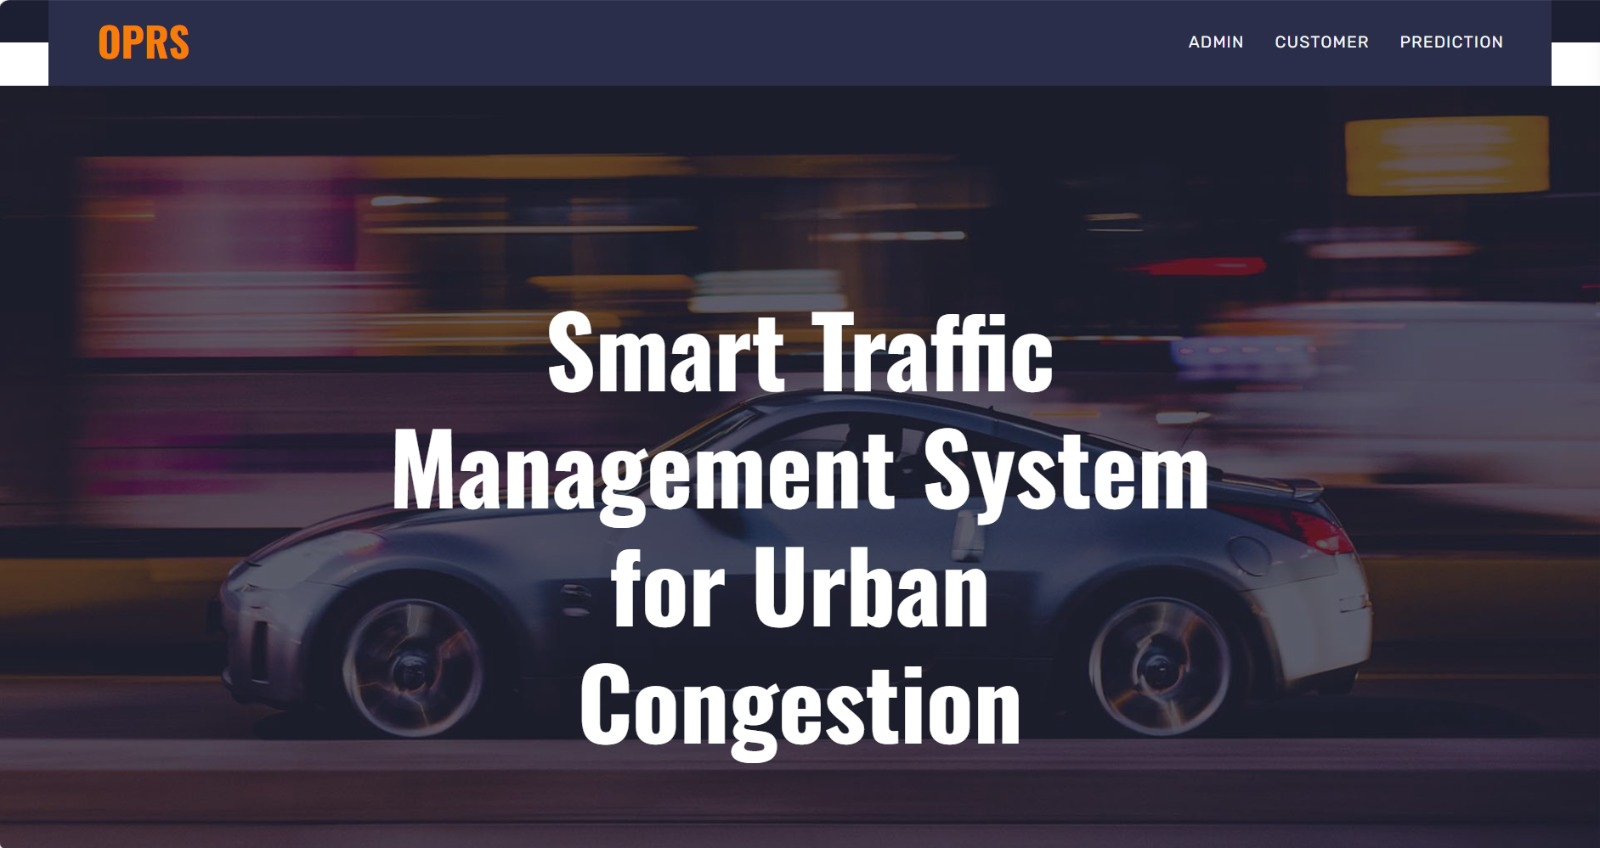 OPRS
ADMIN CUSTOMER PREDICTION
Smart Traffic
Management System
for Urban
Congestion